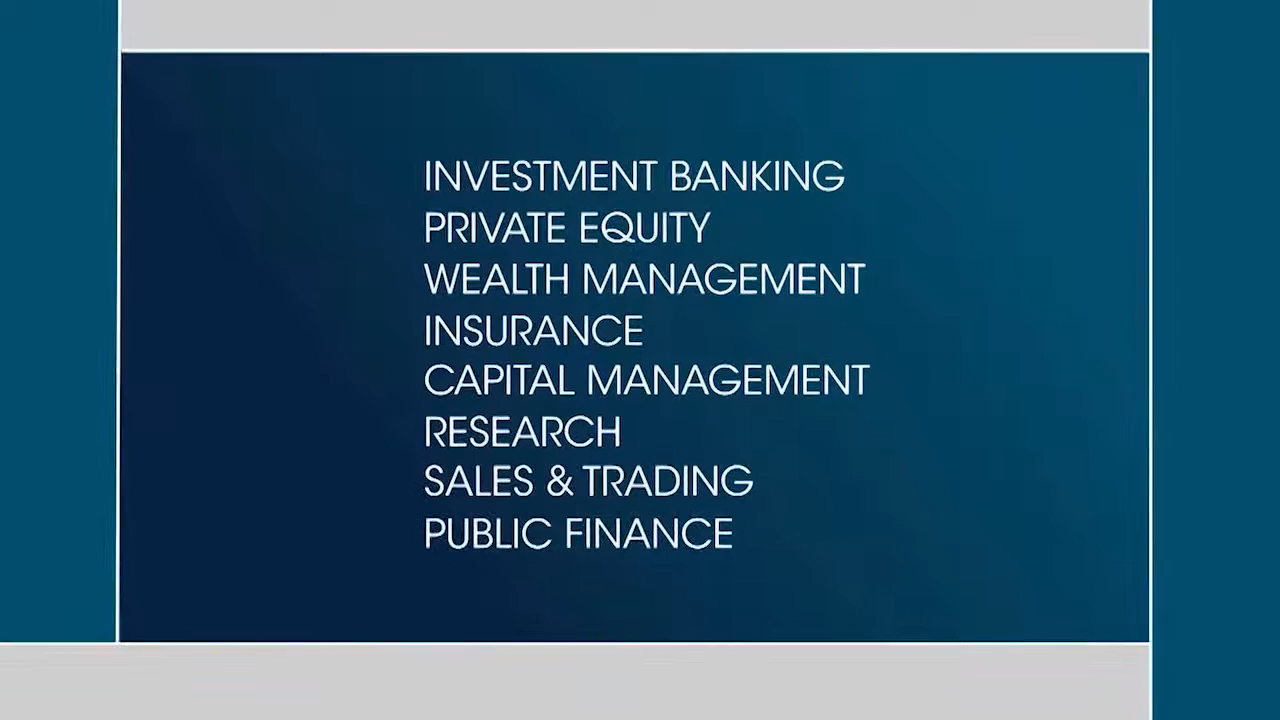 INVESTMENT BANKING
PRIVATE EQUITY
WEALTH MANAGEMENT
INSURANCE
CAPITAL MANAGEMENT
RESEARCH
SALES & TRADING
PUBLIC FINANCE